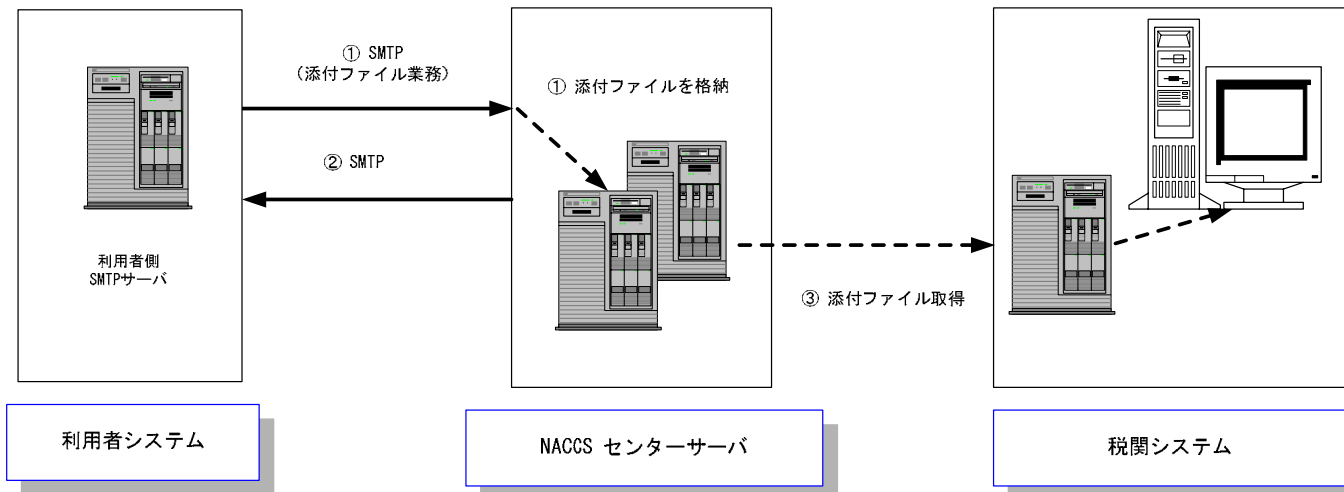 ① SMTP
(添付ファイル業務)
① 添付ファイルを格納
② SMTP
利用者側
SMTPサーバ
③ 添付ファイル取得
利用者システム
NACCS センターサーバ
税関システム